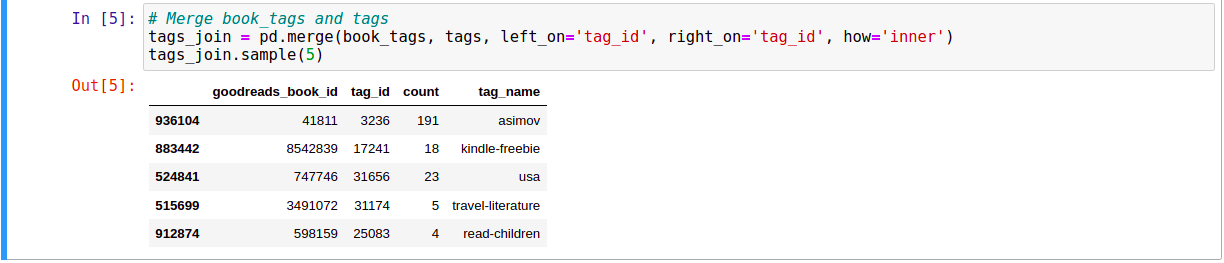 In [5]: # Merge book_tags and tags
tags_join = pd.merge(book_tags, tags, left_on='tag_id', right_on='tag_id', how='inner')
tags_join.sample(5)
Out[5]:
goodreads_book_id tag_id count tag_name
936104 41811 3236 191 asimov
883442 8542839 17241 18 kindle-freebie
524841 747746 31656 23 usa
515699 3491072 31174 5 travel-literature
912874 598159 25083 4 read-children